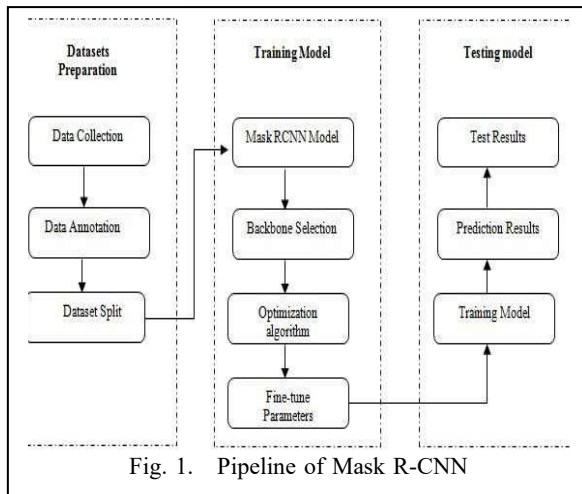 Datasets
Preparation
Data Collection
Data Annotation
Dataset Split
Training Model
Mask RCNN Model
Backbone Selection
Optimization
algorithm
Fine-tune
Parameters
Testing model
Test Results
Prediction Results
Training Model
Fig. 1. Pipeline of Mask R-CNN